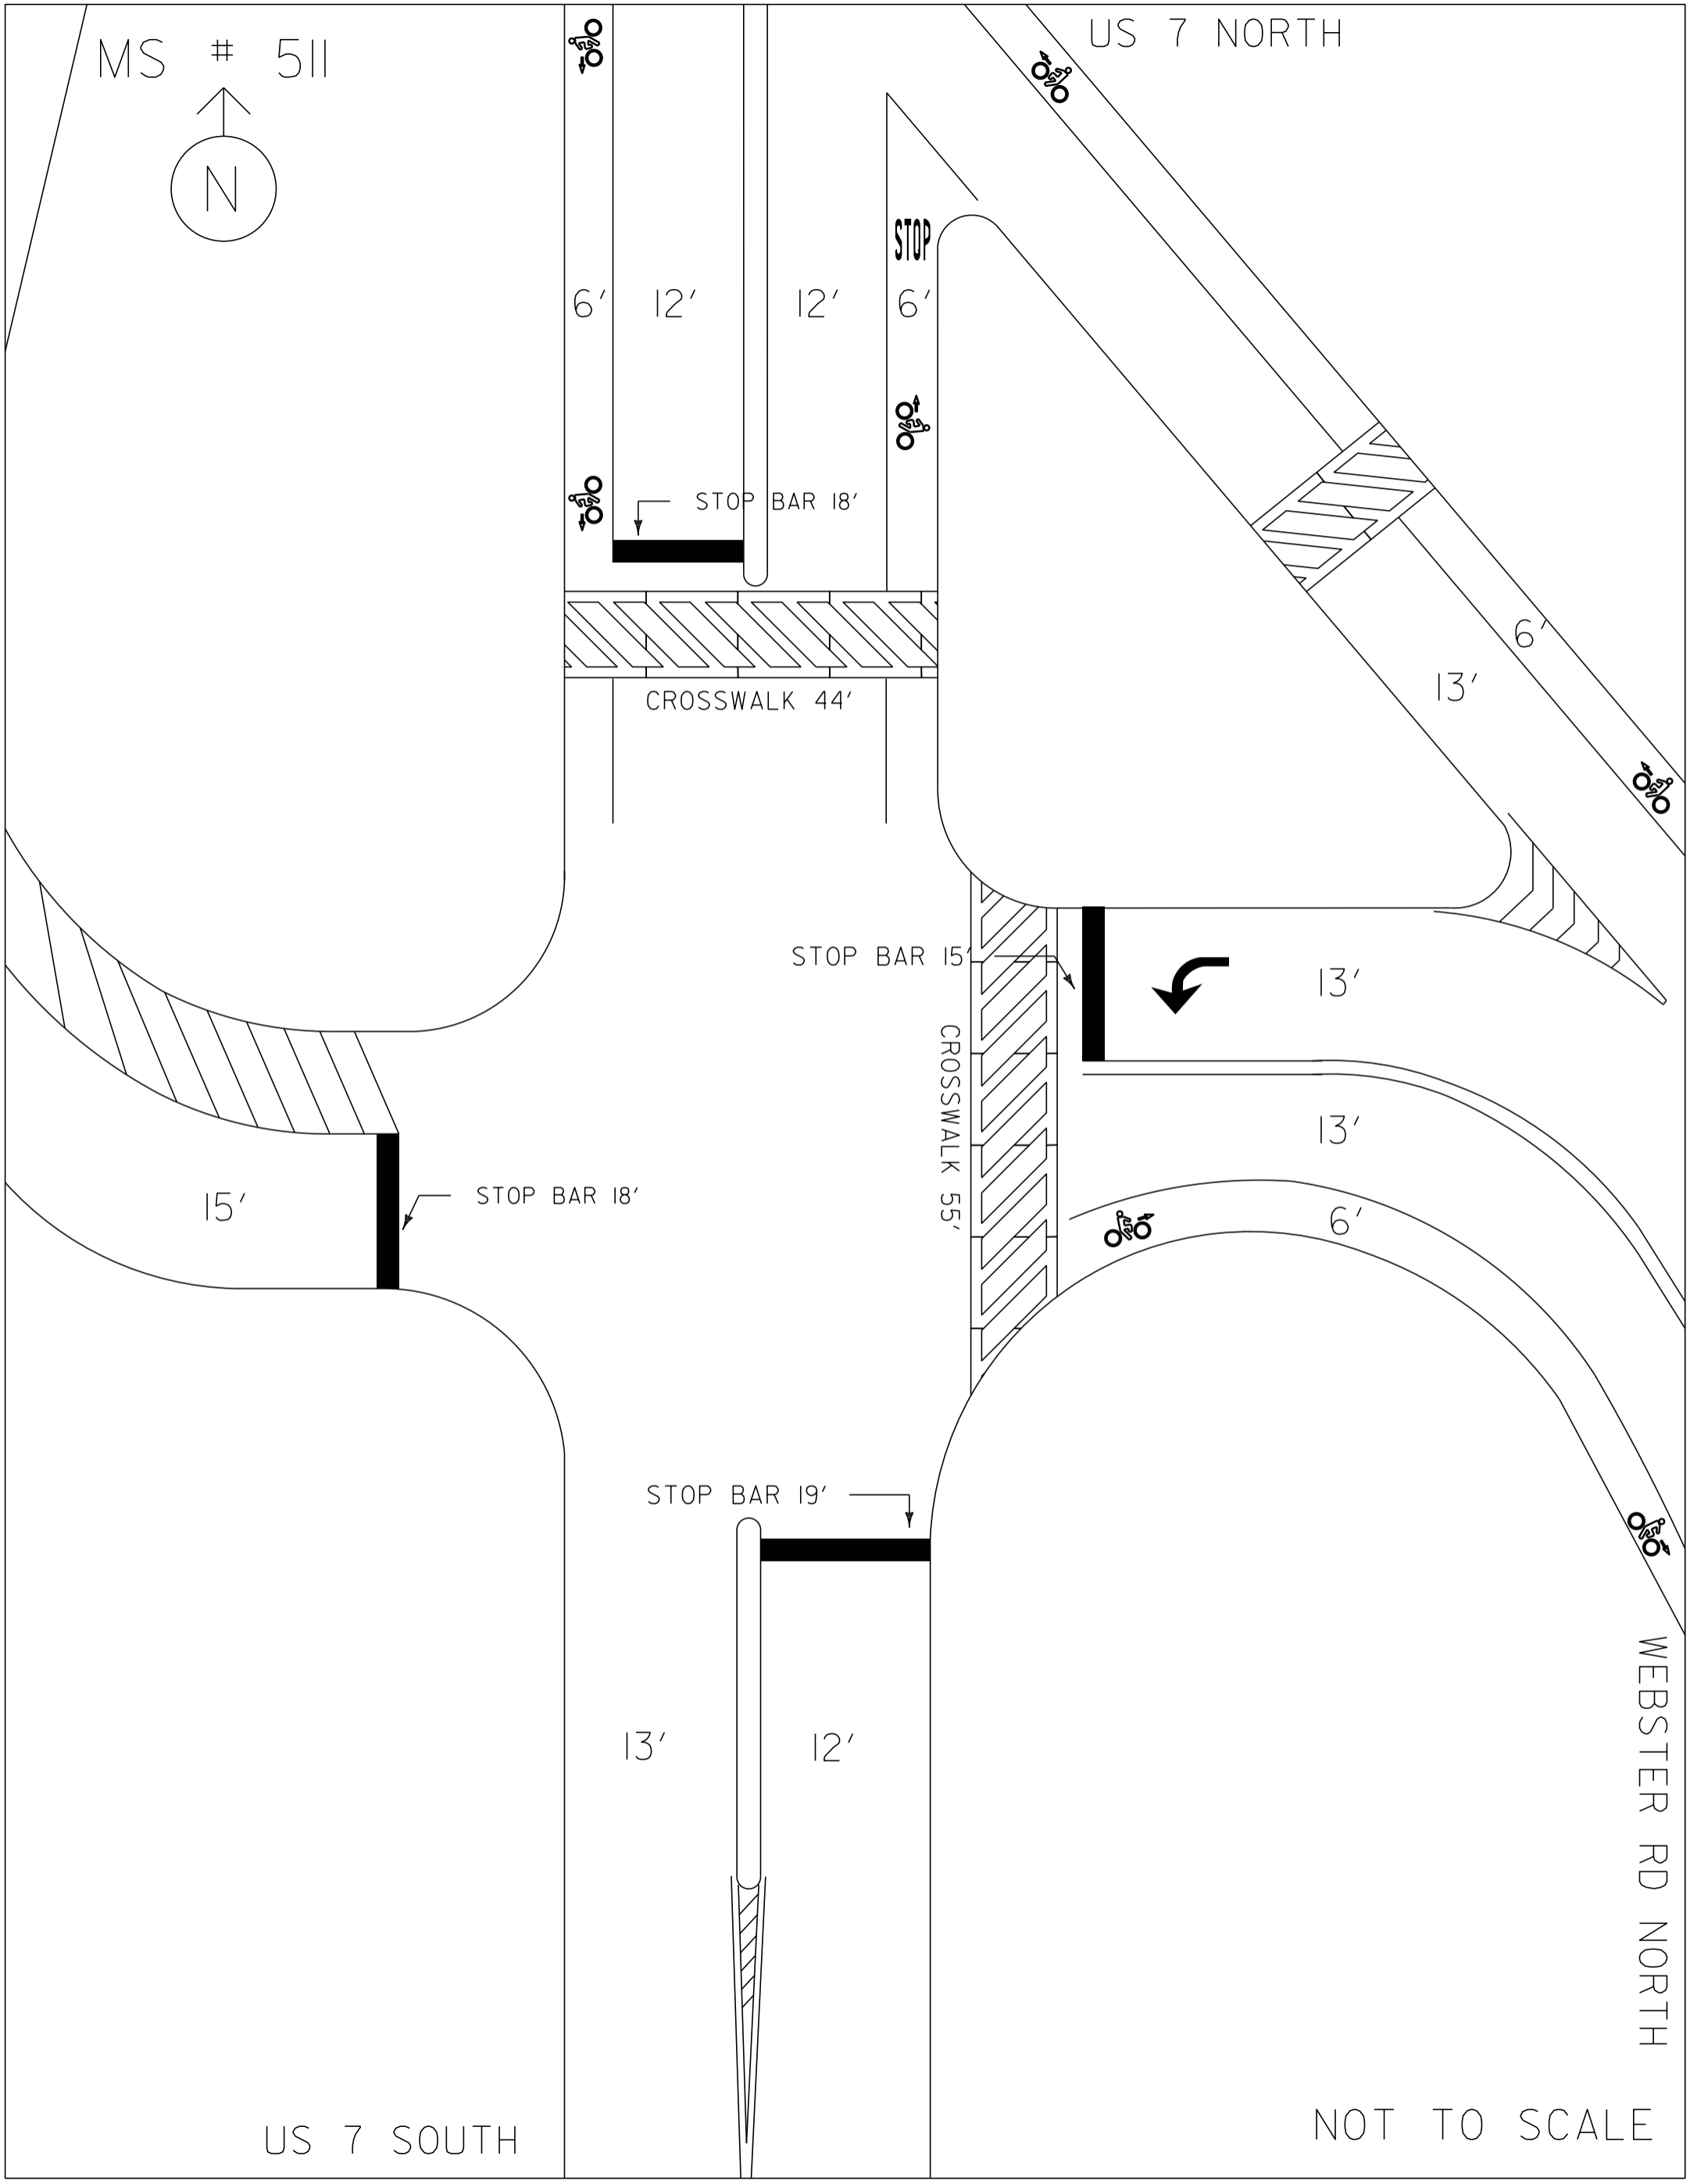 US 7 NORTH
MS # 511
N
STOP
6'
12'
12'
6'
STOP BAR 18'
6'
13'
CROSSWALK 44'
STOP BAR 15'
13'
CROSSWALK 55'
13'
15'
STOP BAR 18'
6'
STOP BAR 19'
13'
12'
WEBSTER RD NORTH
US 7 SOUTH
NOT TO SCALE